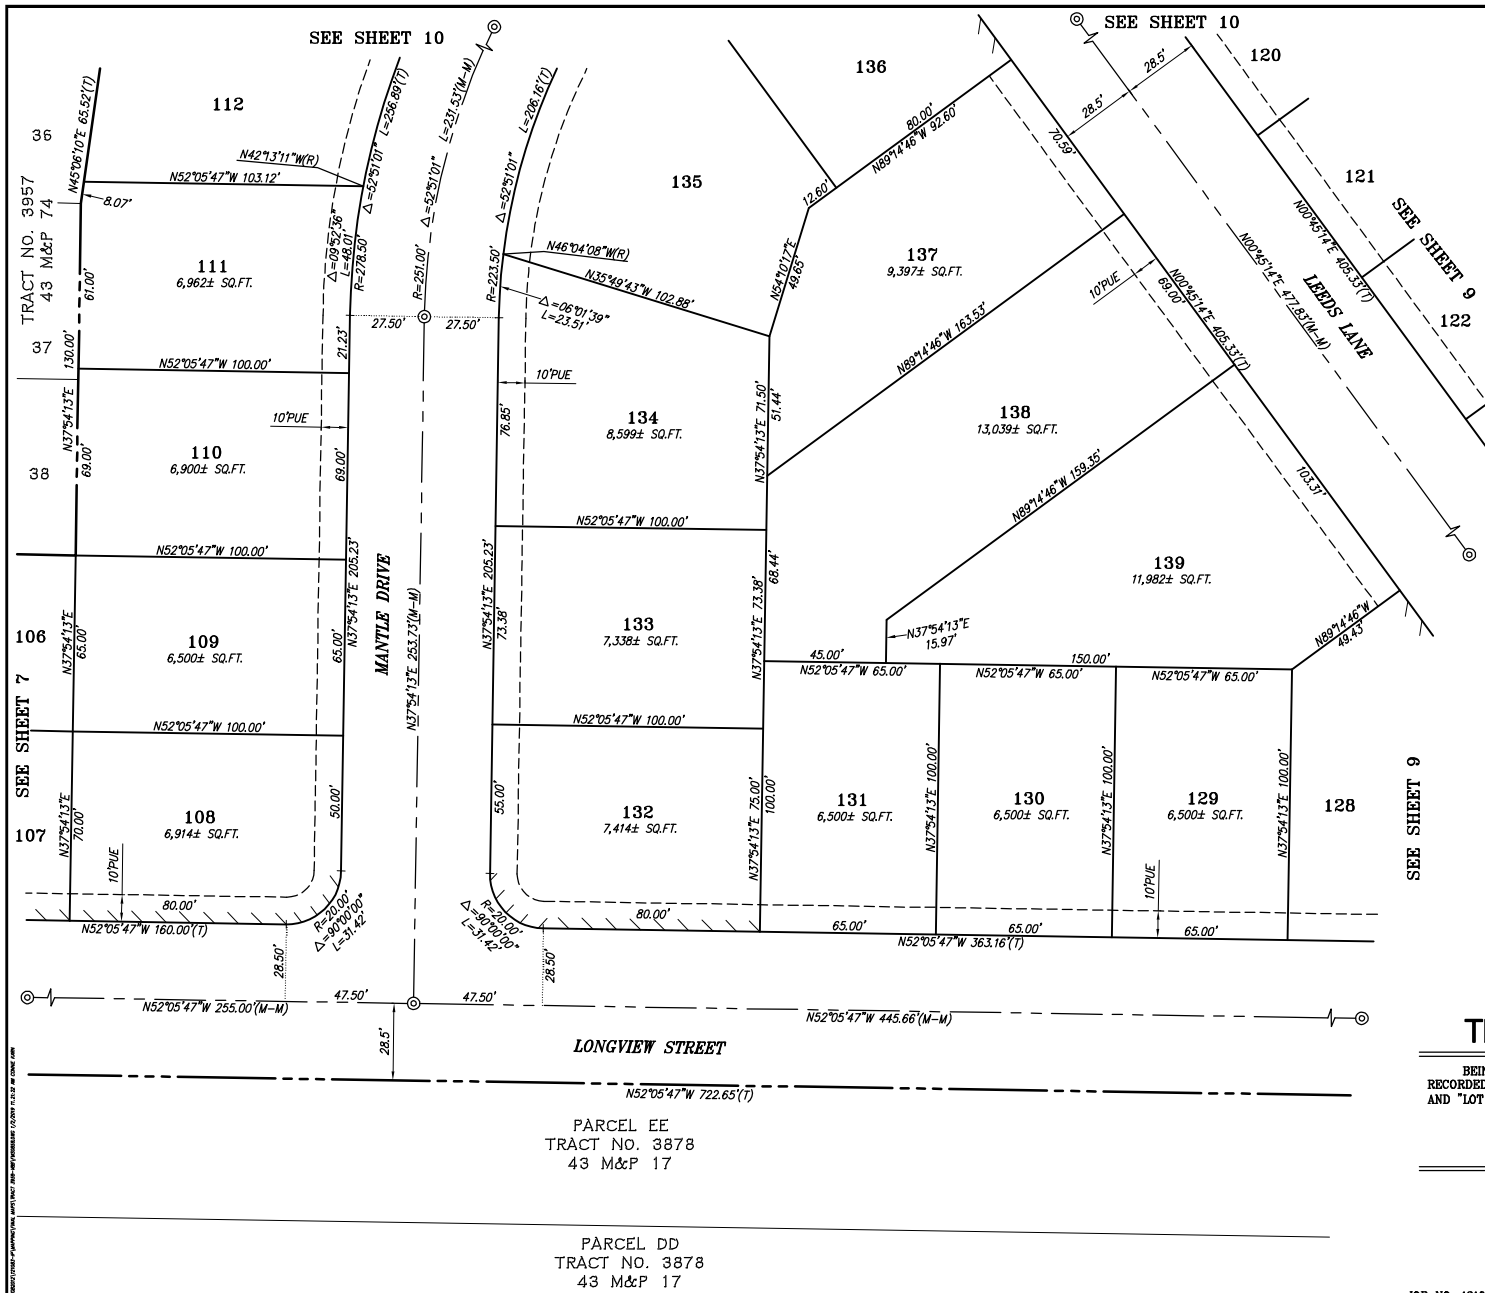 SEE SHEET 10
SEE SHEET 10
36
TRACT NO. 3957
43 M&P 74
37
38
N45°06'10"E 65.52'(T)
8.07'
112
N42°13'11"W(R)
N52°05'47"W 103.12'
Δ=52°51'01"
L=256.89'(T)
Δ=52°51'01"
L=231.53'(M-M)
Δ=52°51'01"
L=206.16'(T)
136
80.00'
N89°14'46"W 92.60'
12.60'
135
70.59'
28.5'
28.5'
120
121
122
N00°45'14"E 405.33'(T)
SEE SHEET 9
LEEDS LANE
N00°45'14"E 477.83'(M-M)
111
6,962± SQ.FT.
61.00'
130.00'
Δ=09°52'36"
L=48.01'
R=278.50'
R=251.00'
R=223.50'
N46°04'08"W(R)
N35°49'43"W 102.88'
Δ=06°01'39"
L=23.51'
N54°10'17"E
49.65'
137
9,397± SQ.FT.
10'PUE
N00°45'14"E 405.33'(T)
69.00'
27.50'
27.50'
21.23'
N52°05'47"W 100.00'
N89°14'46"W 163.53'
10'PUE
10'PUE
76.85'
N37°54'13"E
69.00'
110
6,900± SQ.FT.
69.00'
134
8,599± SQ.FT.
N37°54'13"E 71.50'
51.44'
138
13,039± SQ.FT.
103.31'
N89°14'46"W 159.35'
N52°05'47"W 100.00'
N52°05'47"W 100.00'
N37°54'13"E 205.23'
MANTLE DRIVE
N37°54'13"E 253.73'(M-M)
N37°54'13"E 205.23'
73.38'
N37°54'13"E 73.38'
68.44'
139
11,982± SQ.FT.
106
N37°54'13"E
65.00'
109
6,500± SQ.FT.
65.00'
133
7,338± SQ.FT.
N37°54'13"E
15.97'
N89°14'46"W
49.43'
45.00'
150.00'
N52°05'47"W 65.00'
N52°05'47"W 65.00'
N52°05'47"W 65.00'
SEE SHEET 7
N52°05'47"W 100.00'
N52°05'47"W 100.00'
107
N37°54'13"E
70.00'
108
6,914± SQ.FT.
50.00'
55.00'
132
7,414± SQ.FT.
N37°54'13"E 75.00'
100.00'
131
6,500± SQ.FT.
N37°54'13"E 100.00'
130
6,500± SQ.FT.
N37°54'13"E 100.00'
129
6,500± SQ.FT.
N37°54'13"E 100.00'
128
SEE SHEET 9
10'PUE
10'PUE
80.00'
N52°05'47"W 160.00'(T)
R=20.00'
Δ=90°00'00"
L=31.42'
R=20.00'
Δ=90°00'00"
L=31.42'
80.00'
65.00'
65.00'
65.00'
N52°05'47"W 363.16'(T)
28.50'
28.50'
47.50'
47.50'
N52°05'47"W 255.00'(M-M)
N52°05'47"W 445.66'(M-M)
28.5'
LONGVIEW STREET
N52°05'47"W 722.65'(T)
PARCEL EE
TRACT NO. 3878
43 M&P 17
PARCEL DD
TRACT NO. 3878
43 M&P 17
BEIN
RECORDED
AND "LOT